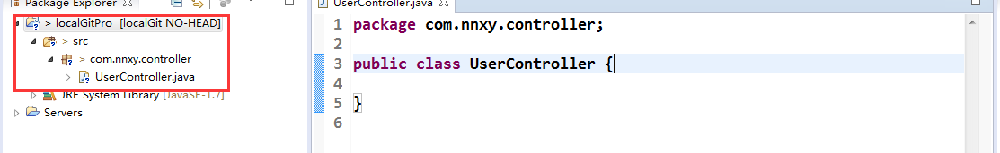 Package Explorer
> localGitPro [localGit NO-HEAD]
> src
> com.nnxy.controller
UserController.java
JRE System Library [JavaSE-1.7]
Servers
UserController.java
1 package com.nnxy.controller;
2
3 public class UserController {
4
5 }
6